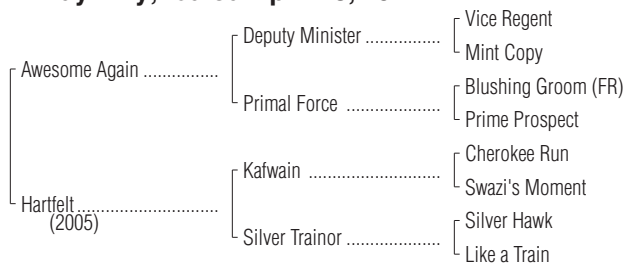 Vice Regent
Deputy Minister
Mint Copy
Awesome Again
Blushing Groom (FR)
Primal Force
Prime Prospect
Cherokee Run
Kafwain
Swazi's Moment
Hartfelt
(2005)
Silver Hawk
Silver Trainor
Like a Train